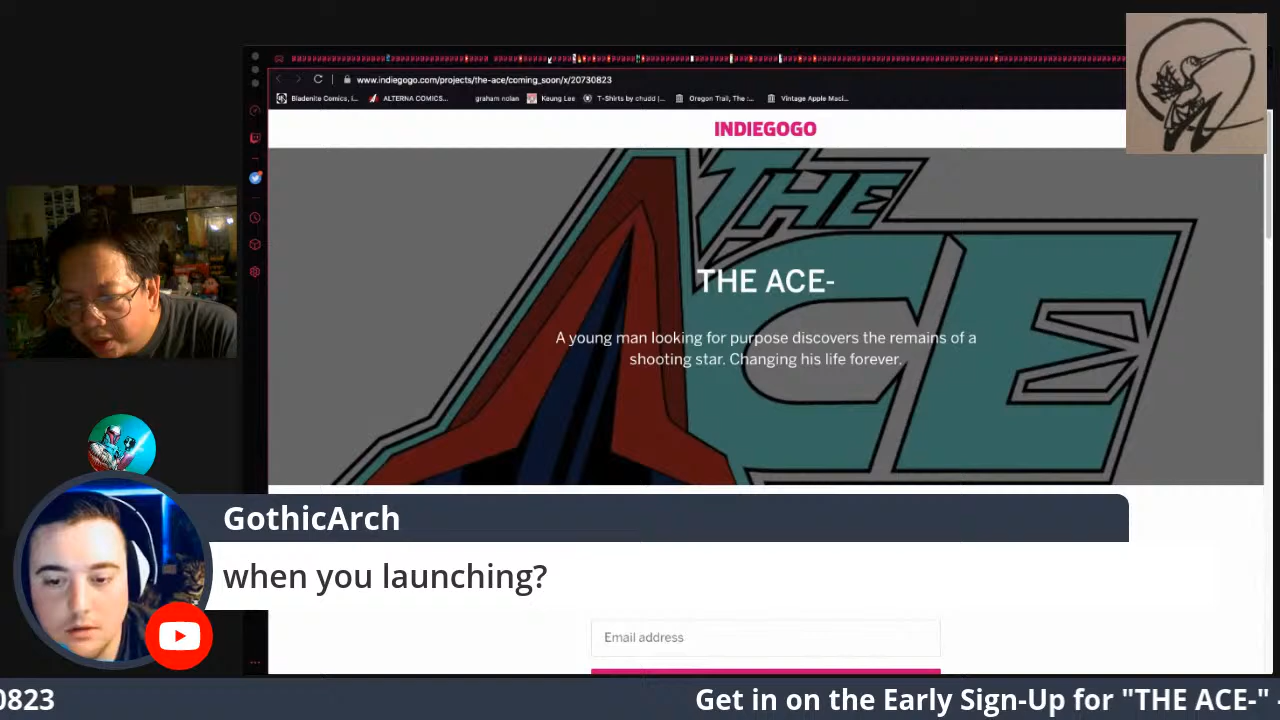 www.indiegogo.com/projects/the-ace/coming_soon/x/20730823
Bladenite Comics, i... ALTERNA COMICS... graham nolan Keung Lee T-Shirts by chudd |... Oregon Trail, The :... Vintage Apple Maci...
INDIEGOGO
THE
ACE
THE ACE-
A young man looking for purpose discovers the remains of a
shooting star. Changing his life forever.
GothicArch
when you launching?
Email address
0823 Get in on the Early Sign-Up for "THE ACE-" -